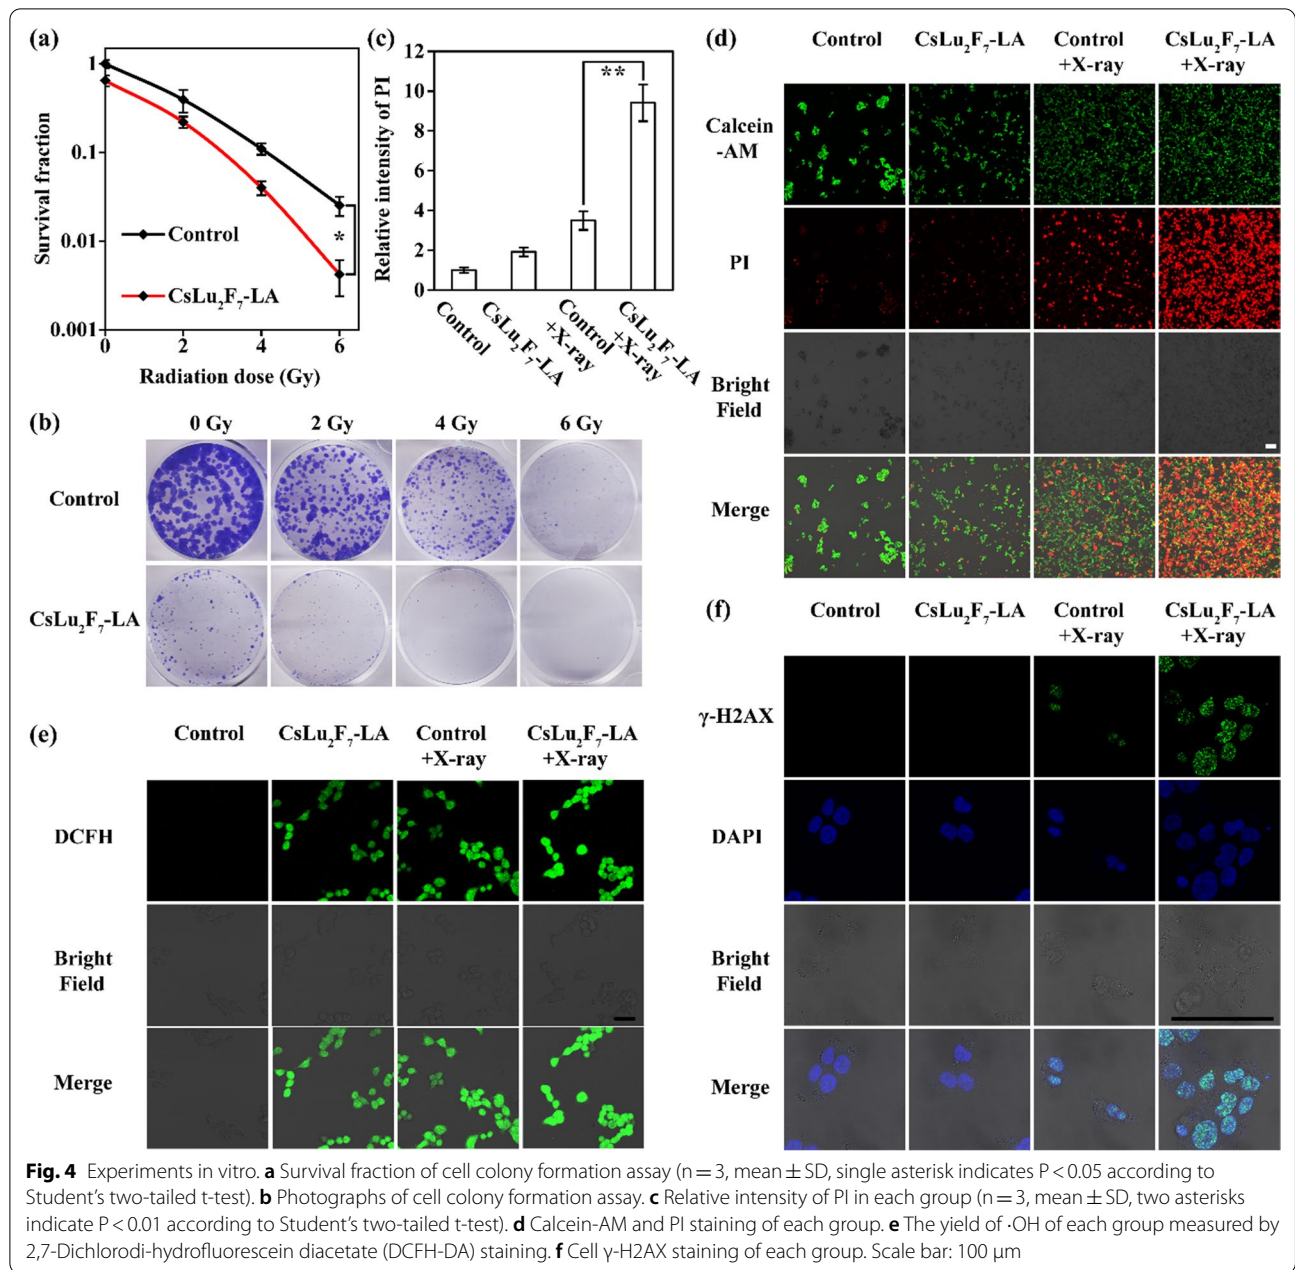 (a)
Survival fraction
1
0.1
0.01
0.001
Control
CsLu₂F₇-LA
*
0 2 4 6
Radiation dose (Gy)
(c)
Relative intensity of PI
12
10
8
6
4
2
0
**
Control
CsLu₂F₇-LA
Control
+X-ray
CsLu₂F₇-LA
+X-ray
(b)
0 Gy 2 Gy 4 Gy 6 Gy
Control
CsLu₂F₇-LA
(d)
Control CsLu₂F₇-LA Control +X-ray CsLu₂F₇-LA +X-ray
Calcein
-AM
PI
Bright
Field
Merge
(e)
Control CsLu₂F₇-LA Control +X-ray CsLu₂F₇-LA +X-ray
DCFH
Bright
Field
Merge
(f)
Control CsLu₂F₇-LA Control +X-ray CsLu₂F₇-LA +X-ray
γ-H2AX
DAPI
Bright
Field
Merge
Fig. 4 Experiments in vitro. a Survival fraction of cell colony formation assay (n = 3, mean ± SD, single asterisk indicates P < 0.05 according to
Student's two-tailed t-test). b Photographs of cell colony formation assay. c Relative intensity of PI in each group (n = 3, mean ± SD, two asterisks
indicate P < 0.01 according to Student's two-tailed t-test). d Calcein-AM and PI staining of each group. e The yield of ·OH of each group measured by
2,7-Dichlorodi-hydrofluorescein diacetate (DCFH-DA) staining. f Cell γ-H2AX staining of each group. Scale bar: 100 μm